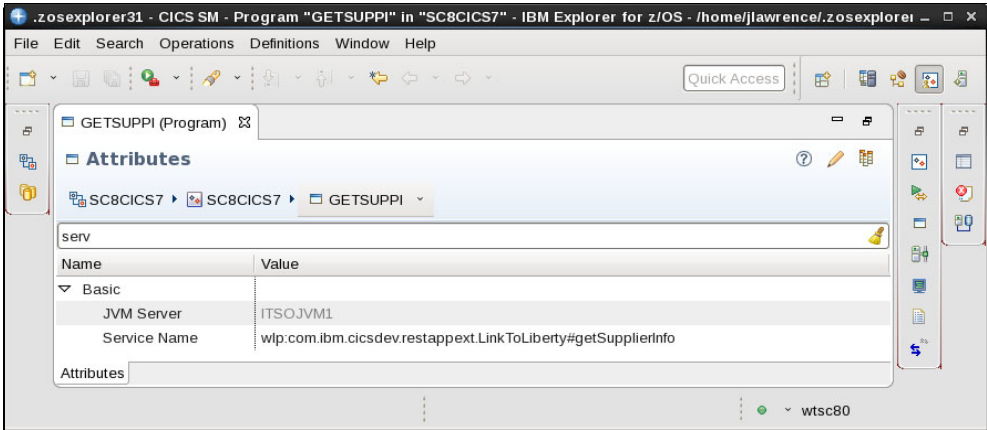 .zosexplorer31 - CICS SM - Program "GETSUPPI" in "SC8CICS7" - IBM Explorer for z/OS - /home/jlawrence/.zosexplorer
File Edit Search Operations Definitions Window Help
Quick Access
GETSUPPI (Program)
Attributes
SC8CICS7 SC8CICS7 GETSUPPI
serv
Name Value
Basic
JVM Server ITSOJVM1
Service Name wlp:com.ibm.cicsdev.restappext.LinkToLiberty#getSupplierInfo
Attributes
wtsc80